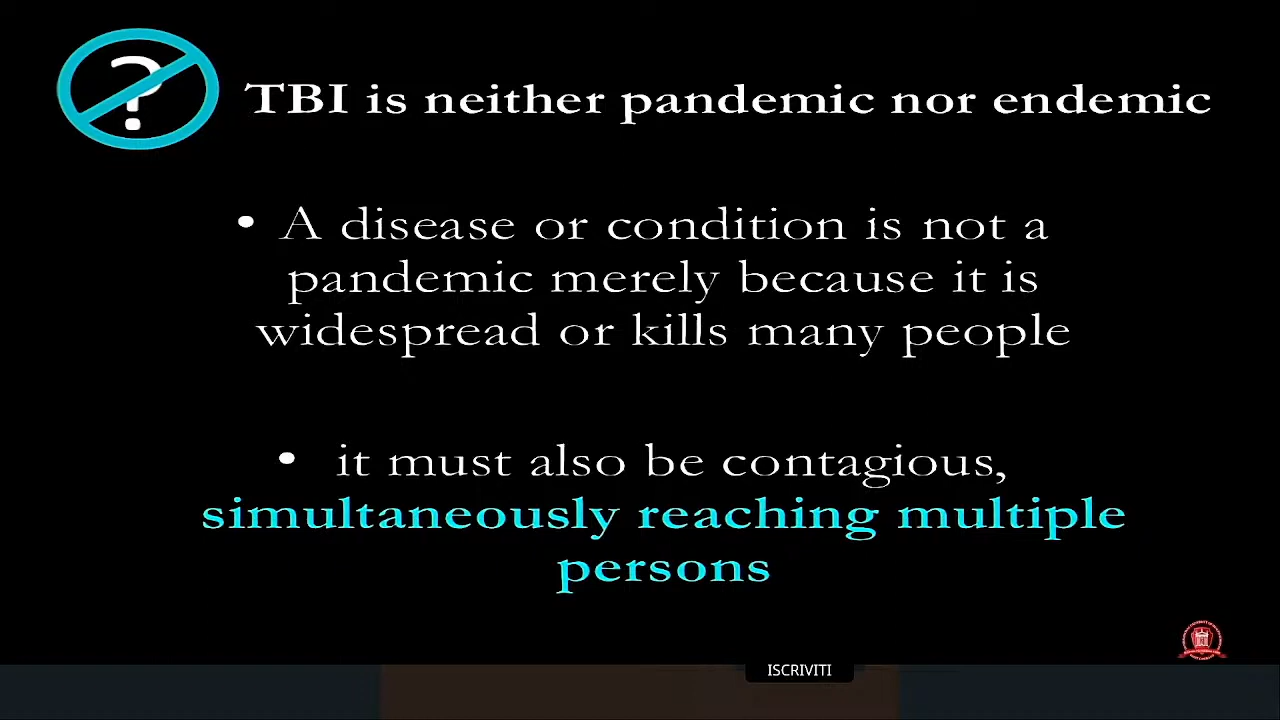 ?
TBI is neither pandemic nor endemic
• A disease or condition is not a
pandemic merely because it is
widespread or kills many people
• it must also be contagious,
simultaneously reaching multiple
persons
ISCRIVITI